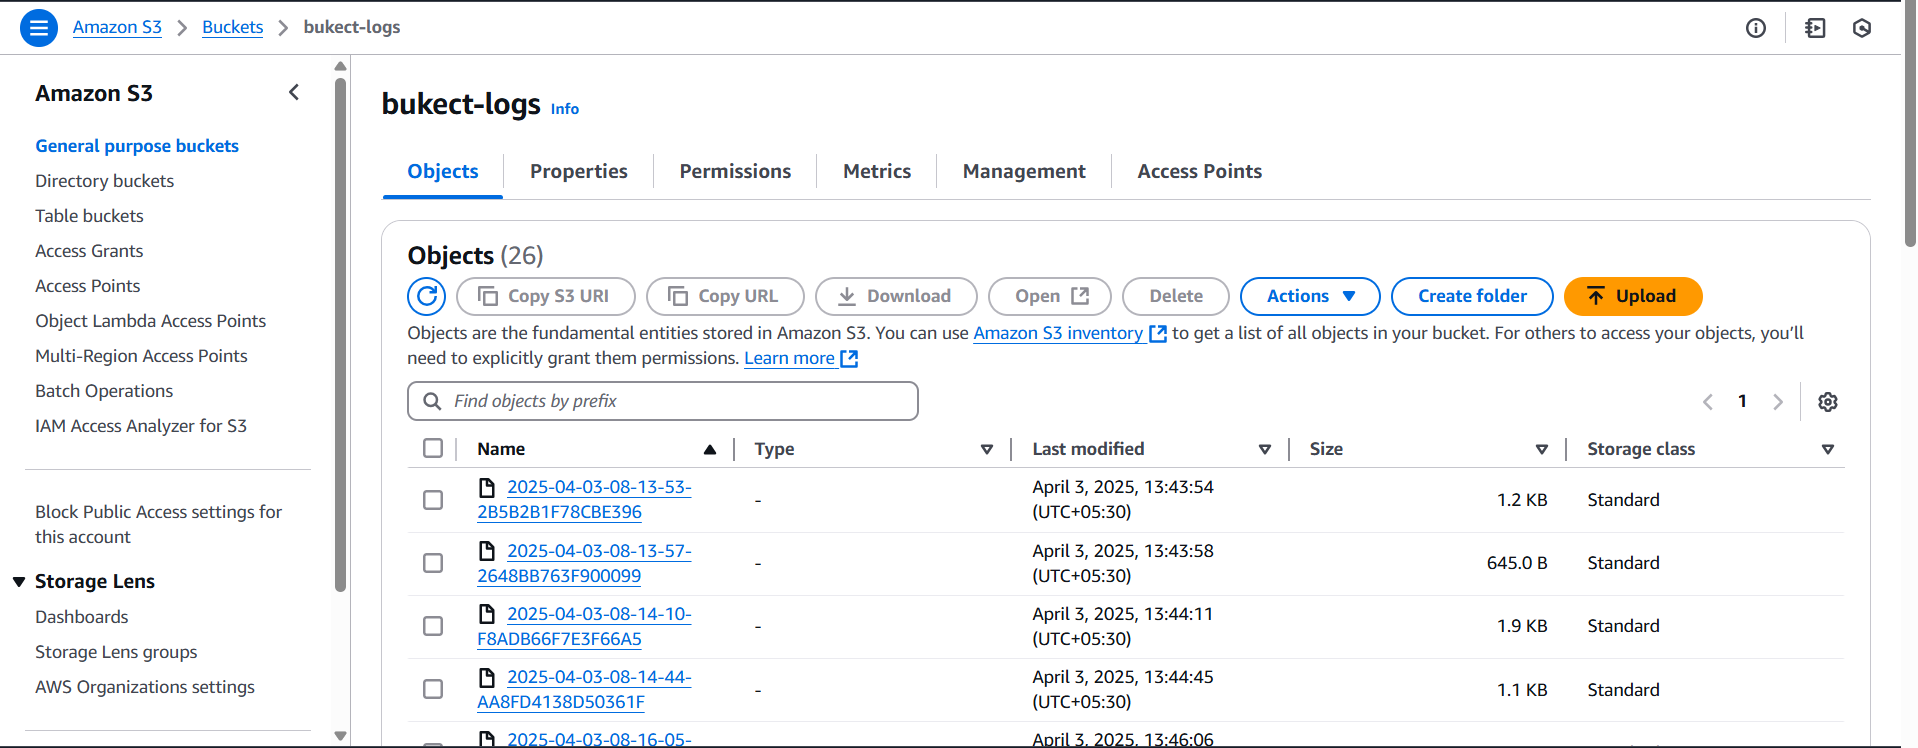 Amazon S3 > Buckets > bukect-logs
Amazon S3
General purpose buckets
Directory buckets
Table buckets
Access Grants
Access Points
Object Lambda Access Points
Multi-Region Access Points
Batch Operations
IAM Access Analyzer for S3
Block Public Access settings for
this account
Storage Lens
Dashboards
Storage Lens groups
AWS Organizations settings
bukect-logs Info
Objects Properties Permissions Metrics Management Access Points
Objects (26)
Copy S3 URI Copy URL Download Open Delete Actions Create folder Upload
Objects are the fundamental entities stored in Amazon S3. You can use Amazon S3 inventory to get a list of all objects in your bucket. For others to access your objects, you’ll
need to explicitly grant them permissions. Learn more
Find objects by prefix
1
Name Type Last modified Size Storage class
2025-04-03-08-13-53- April 3, 2025, 13:43:54
- 1.2 KB Standard
2B5B2B1F78CBE396 (UTC+05:30)
2025-04-03-08-13-57- April 3, 2025, 13:43:58
- 645.0 B Standard
2648BB763F900099 (UTC+05:30)
2025-04-03-08-14-10- April 3, 2025, 13:44:11
- 1.9 KB Standard
F8ADB66F7E3F66A5 (UTC+05:30)
2025-04-03-08-14-44- April 3, 2025, 13:44:45
- 1.1 KB Standard
AA8FD4138D50361F (UTC+05:30)
2025-04-03-08-16-05- April 3, 2025, 13:46:06